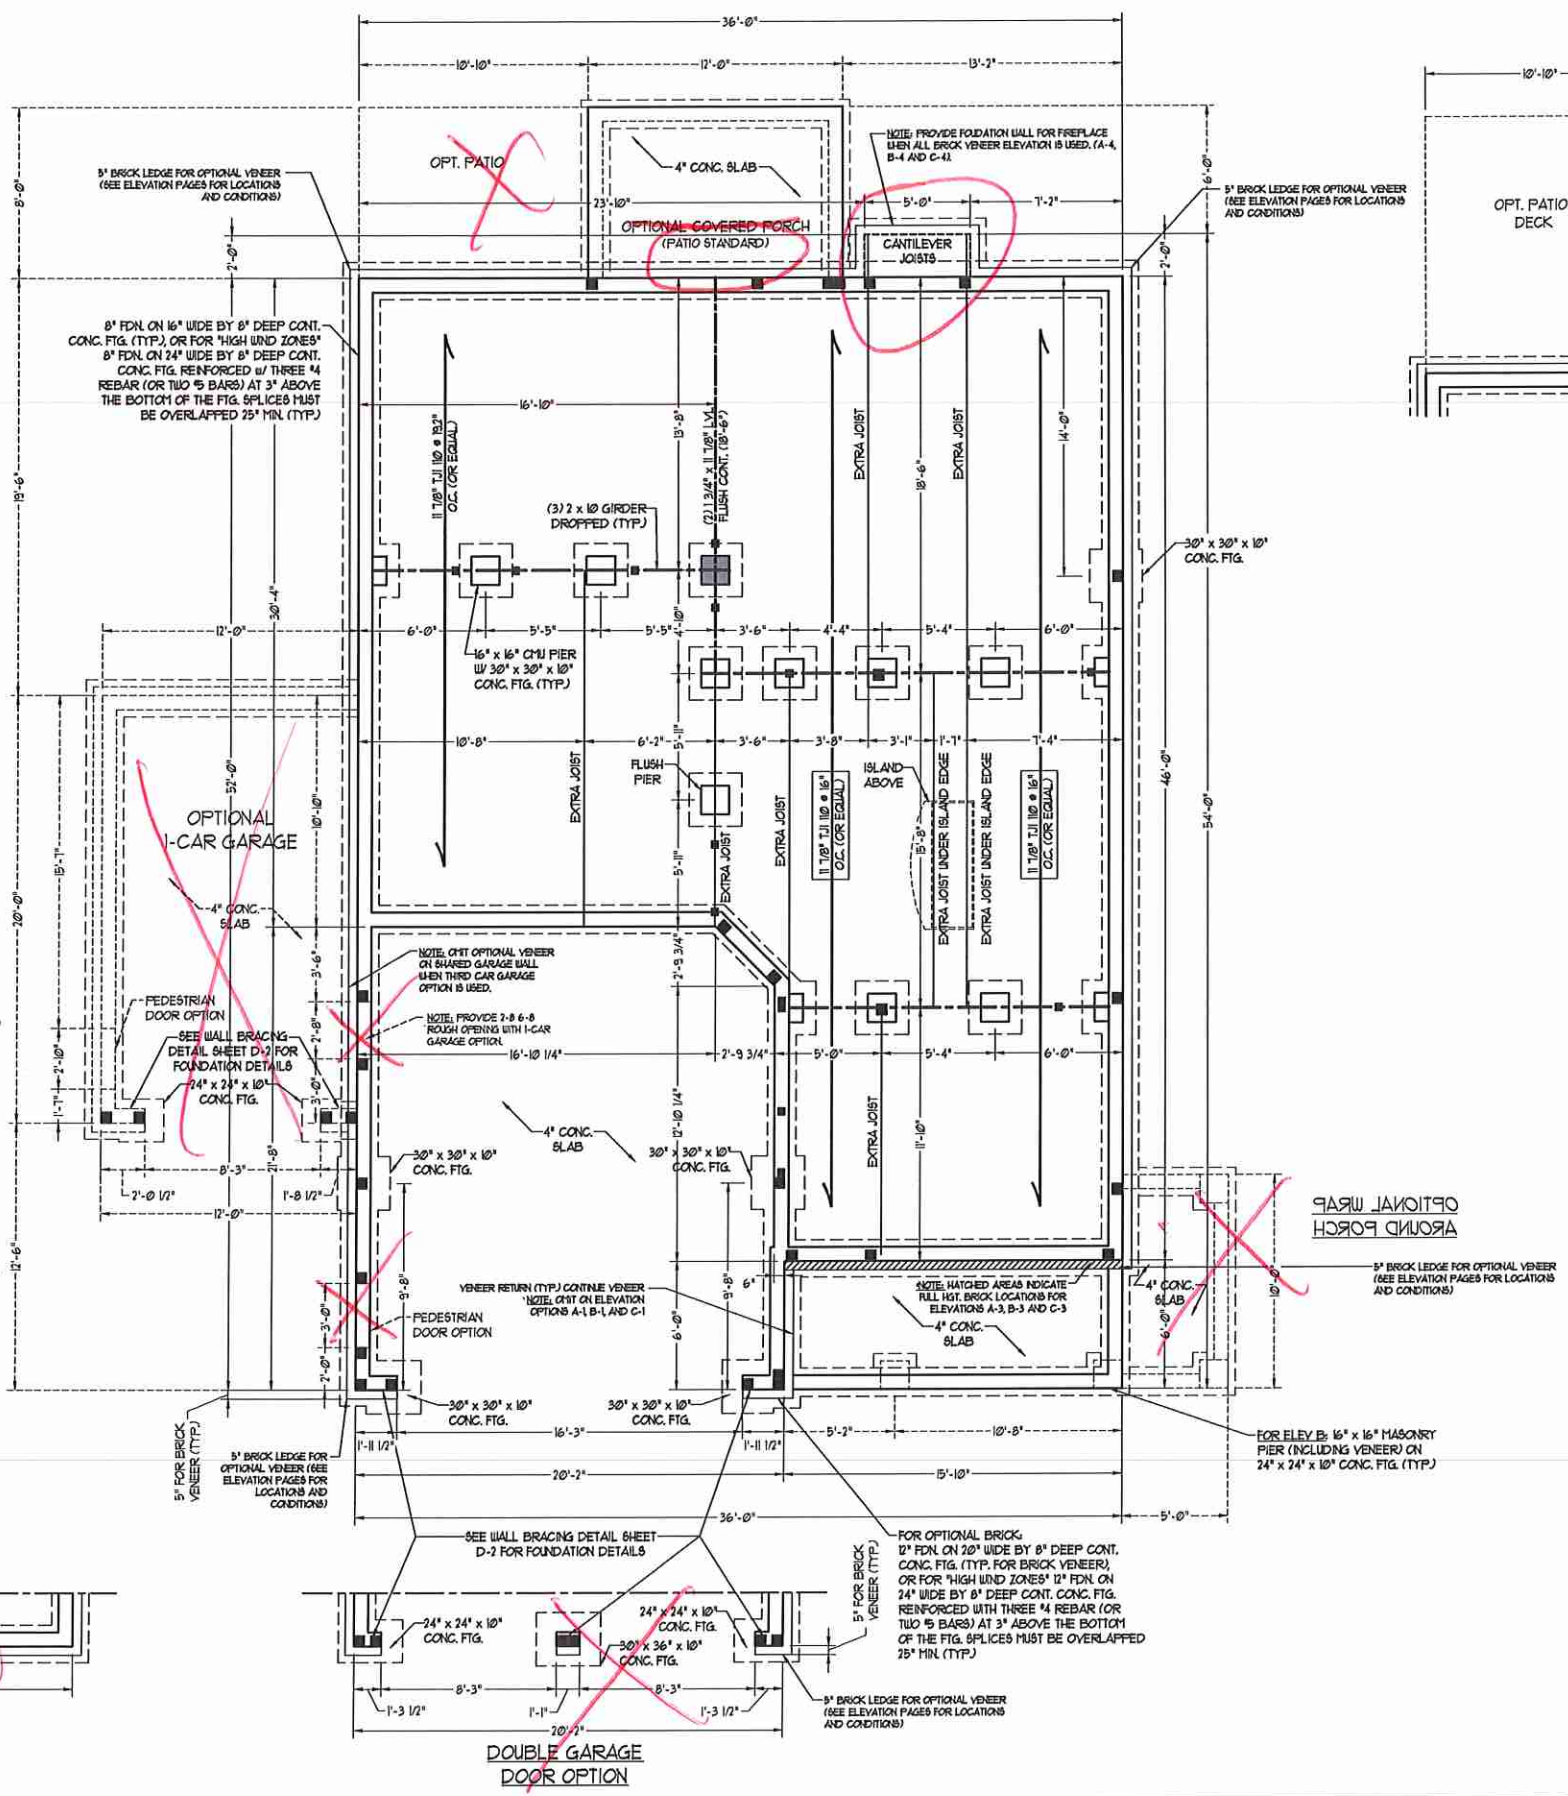 36'-0"
10'-10"
12'-0"
13'-2"
10'-10"
8'-0"
OPT. PATIO
4" CONC. SLAB
NOTE: PROVIDE FOUDATION WALL FOR FIREPLACE
WHEN ALL BRICK VENEER ELEVATION IS USED. (A-4,
B-4 AND C-4).
6'-0"
5" BRICK LEDGE FOR OPTIONAL VENEER
(SEE ELEVATION PAGES FOR LOCATIONS
AND CONDITIONS)
5" BRICK LEDGE FOR OPTIONAL VENEER
(SEE ELEVATION PAGES FOR LOCATIONS
AND CONDITIONS)
OPT. PATIO
DECK
23'-10"
5'-0"
7'-2"
OPTIONAL COVERED PORCH
(PATIO STANDARD)
CANTILEVER
JOISTS
2'-0"
2'-0"
8" FDN. ON 16" WIDE BY 8" DEEP CONT.
CONC. FTG. (TYP.), OR FOR "HIGH WIND ZONES"
8" FDN. ON 24" WIDE BY 8" DEEP CONT.
CONC. FTG. REINFORCED W/ THREE #4
REBAR (OR TWO #5 BARS) AT 3" ABOVE
THE BOTTOM OF THE FTG. SPLICES MUST
BE OVERLAPPED 25" MIN. (TYP.)
19'-6"
16'-10"
13'-8"
11 7/8" TJI 110 @ 19.2"
O.C. (OR EQUAL)
(2) 1 3/4" x 11 7/8" LVL
FLUSH CONT. (18'-6")
EXTRA JOIST
18'-6"
EXTRA JOIST
14'-0"
(3) 2 x 10 GIRDER
DROPPED (TYP.)
30" x 30" x 10"
CONC. FTG.
30'-4"
12'-0"
6'-0"
5'-5"
5'-5"
4'-10"
3'-6"
4'-4"
5'-4"
6'-0"
16" x 16" CMU PIER
W/ 30" x 30" x 10"
CONC. FTG. (TYP.)
10'-8"
6'-2"
5'-11"
3'-6"
3'-8"
3'-1"
1'-7"
7'-4"
FLUSH
PIER
ISLAND
ABOVE
EXTRA JOIST
EXTRA JOIST
EXTRA JOIST
11 7/8" TJI 110 @ 16"
O.C. (OR EQUAL)
15'-8"
EXTRA JOIST UNDER ISLAND EDGE
EXTRA JOIST UNDER ISLAND EDGE
11 7/8" TJI 110 @ 16"
O.C. (OR EQUAL)
46'-0"
54'-0"
52'-0"
OPTIONAL
1-CAR GARAGE
10'-10"
15'-7"
20'-0"
5'-11"
4" CONC.
SLAB
3'-6"
NOTE: OMIT OPTIONAL VENEER
ON SHARED GARAGE WALL
WHEN THIRD CAR GARAGE
OPTION IS USED.
2'-9 3/4"
PEDESTRIAN
DOOR OPTION
NOTE: PROVIDE 2-8 6-8
ROUGH OPENING WITH 1-CAR
GARAGE OPTION.
2'-8"
SEE WALL BRACING
DETAIL SHEET D-2 FOR
FOUNDATION DETAILS
2'-10"
16'-10 1/4"
2'-9 3/4"
5'-0"
5'-4"
6'-0"
24" x 24" x 10"
CONC. FTG.
3'-0"
1'-7"
12'-10 1/4"
4" CONC.
SLAB
EXTRA JOIST
11'-10"
30" x 30" x 10"
CONC. FTG.
30" x 30" x 10"
CONC. FTG.
8'-3"
21'-8"
2'-0 1/2"
1'-8 1/2"
12'-0"
OPTIONAL WRAP
AROUND PORCH
12'-6"
9'-8"
9'-8"
6"
VENEER RETURN (TYP.) CONTINUE VENEER
NOTE: OMIT ON ELEVATION
OPTIONS A-1, B-1, AND C-1
NOTE: HATCHED AREAS INDICATE
FULL HGT. BRICK LOCATIONS FOR
ELEVATIONS A-3, B-3 AND C-3
4" CONC.
SLAB
4" CONC.
SLAB
5" BRICK LEDGE FOR OPTIONAL VENEER
(SEE ELEVATION PAGES FOR LOCATIONS
AND CONDITIONS)
10'-0"
6'-0"
6'-0"
3'-0"
PEDESTRIAN
DOOR OPTION
2'-0"
30" x 30" x 10"
CONC. FTG.
30" x 30" x 10"
CONC. FTG.
16'-3"
1'-11 1/2"
1'-11 1/2"
5'-2"
10'-8"
FOR ELEV B: 16" x 16" MASONRY
PIER (INCLUDING VENEER) ON
24" x 24" x 10" CONC. FTG. (TYP.)
5" FOR BRICK
VENEER (TYP.)
5" BRICK LEDGE FOR
OPTIONAL VENEER (SEE
ELEVATION PAGES FOR
LOCATIONS AND
CONDITIONS)
20'-2"
15'-10"
36'-0"
5'-0"
SEE WALL BRACING DETAIL SHEET
D-2 FOR FOUNDATION DETAILS
FOR OPTIONAL BRICK:
12" FDN. ON 20" WIDE BY 8" DEEP CONT.
CONC. FTG. (TYP. FOR BRICK VENEER),
OR FOR "HIGH WIND ZONES" 12" FDN. ON
24" WIDE BY 8" DEEP CONT. CONC. FTG.
REINFORCED WITH THREE #4 REBAR (OR
TWO #5 BARS) AT 3" ABOVE THE BOTTOM
OF THE FTG. SPLICES MUST BE OVERLAPPED
25" MIN. (TYP.)
5" FOR BRICK
VENEER (TYP.)
24" x 24" x 10"
CONC. FTG.
24" x 24" x 10"
CONC. FTG.
30" x 36" x 10"
CONC. FTG.
8'-3"
8'-3"
1'-3 1/2"
1'-1"
1'-3 1/2"
5" BRICK LEDGE FOR OPTIONAL VENEER
(SEE ELEVATION PAGES FOR LOCATIONS
AND CONDITIONS)
20'-2"
DOUBLE GARAGE
DOOR OPTION